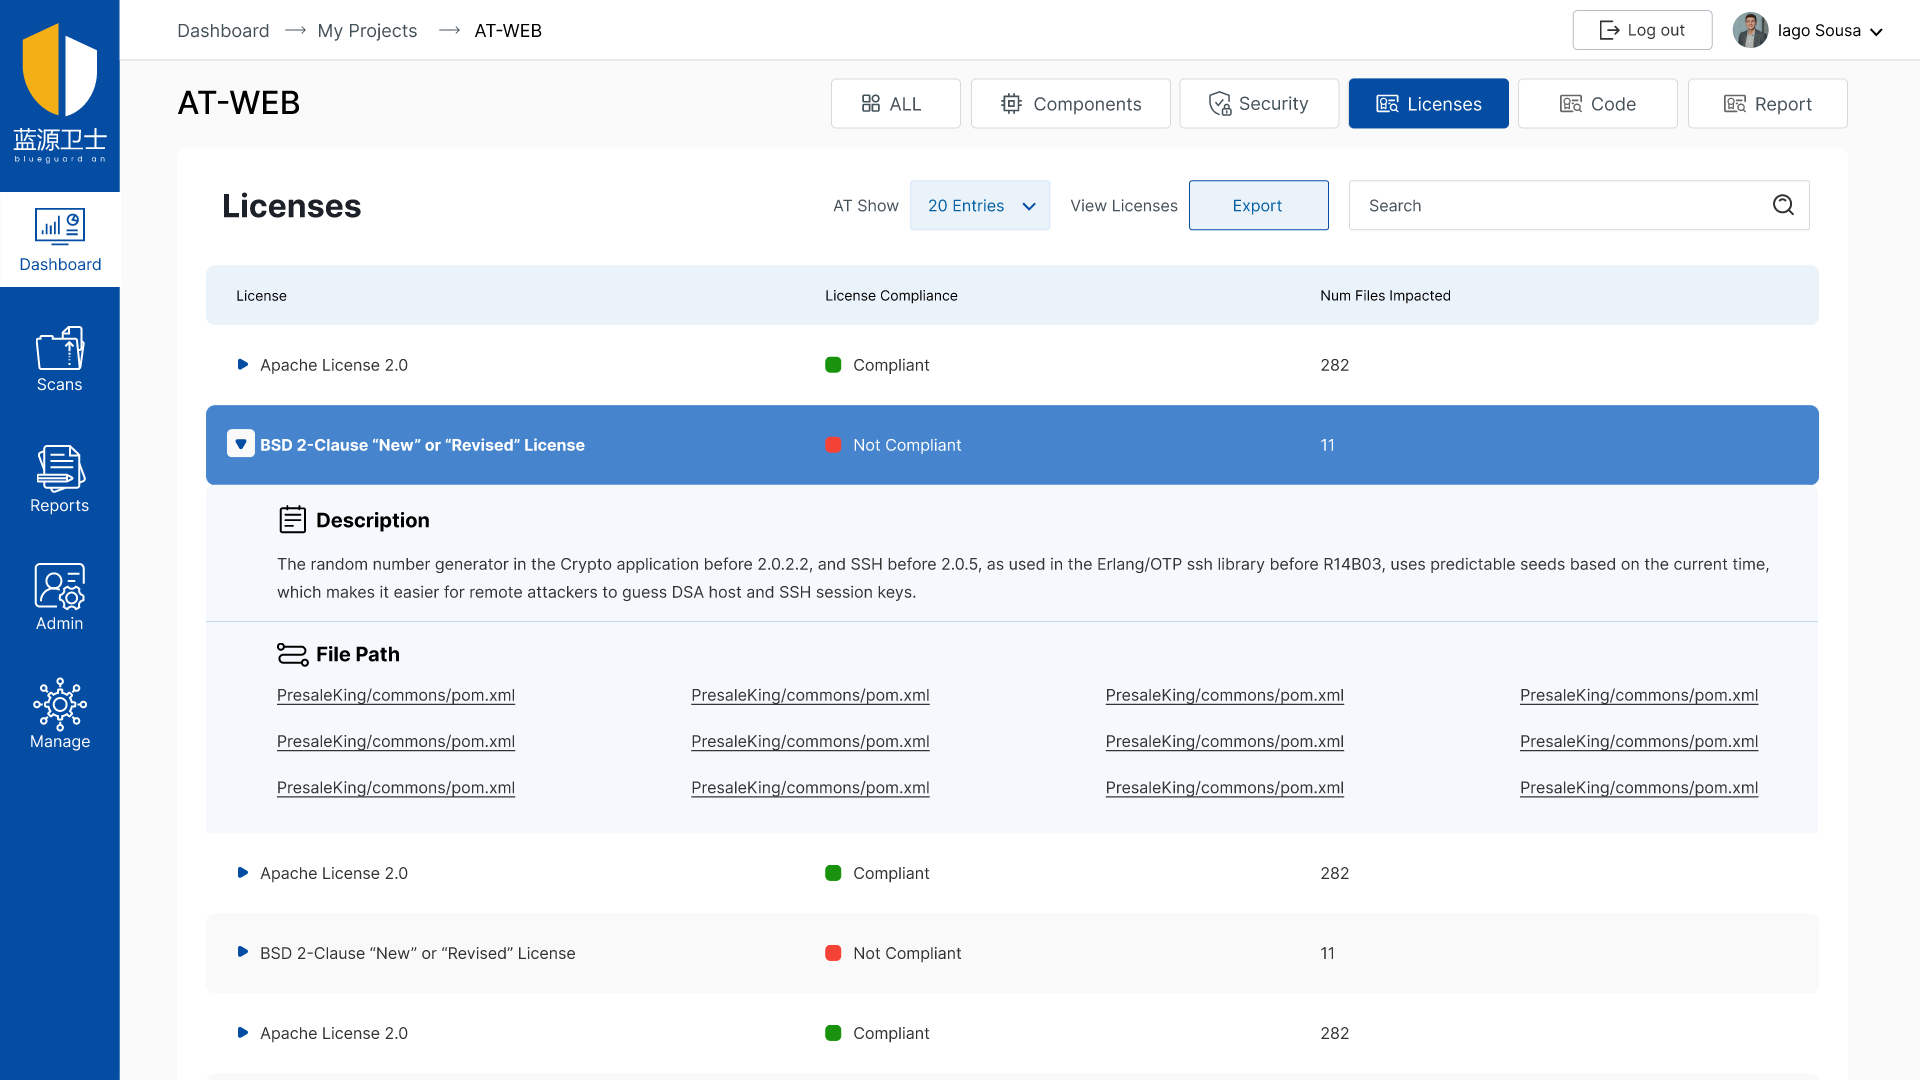 Dashboard → My Projects → AT-WEB
Log out
Iago Sousa
蓝源卫士
blueguard an
Dashboard
Scans
Reports
Admin
Manage
AT-WEB
ALL
Components
Security
Licenses
Code
Report
Licenses
AT Show
20 Entries
View Licenses
Export
Search
License License Compliance Num Files Impacted
Apache License 2.0 Compliant 282
BSD 2-Clause “New” or “Revised” License Not Compliant 11
Description
The random number generator in the Crypto application before 2.0.2.2, and SSH before 2.0.5, as used in the Erlang/OTP ssh library before R14B03, uses predictable seeds based on the current time,
which makes it easier for remote attackers to guess DSA host and SSH session keys.
File Path
PresaleKing/commons/pom.xml PresaleKing/commons/pom.xml PresaleKing/commons/pom.xml PresaleKing/commons/pom.xml
PresaleKing/commons/pom.xml PresaleKing/commons/pom.xml PresaleKing/commons/pom.xml PresaleKing/commons/pom.xml
PresaleKing/commons/pom.xml PresaleKing/commons/pom.xml PresaleKing/commons/pom.xml PresaleKing/commons/pom.xml
Apache License 2.0 Compliant 282
BSD 2-Clause “New” or “Revised” License Not Compliant 11
Apache License 2.0 Compliant 282